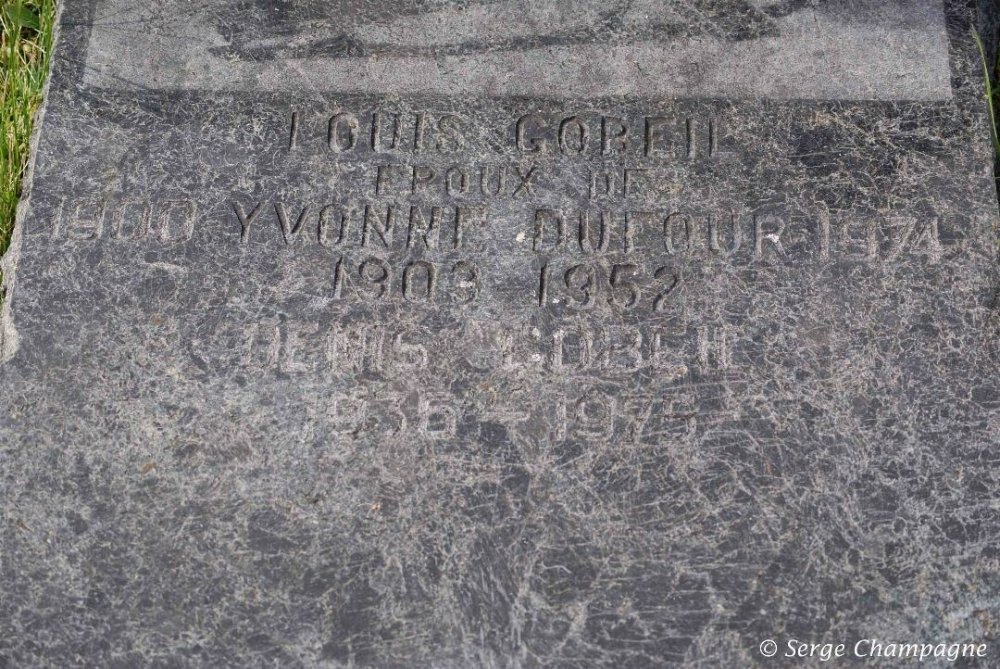 LOUIS GOBEIL
EPOUX DE
1900 YVONNE DUFOUR 1974
1903 1952
DENIS GOBEIL
1936 - 1975
© Serge Champagne